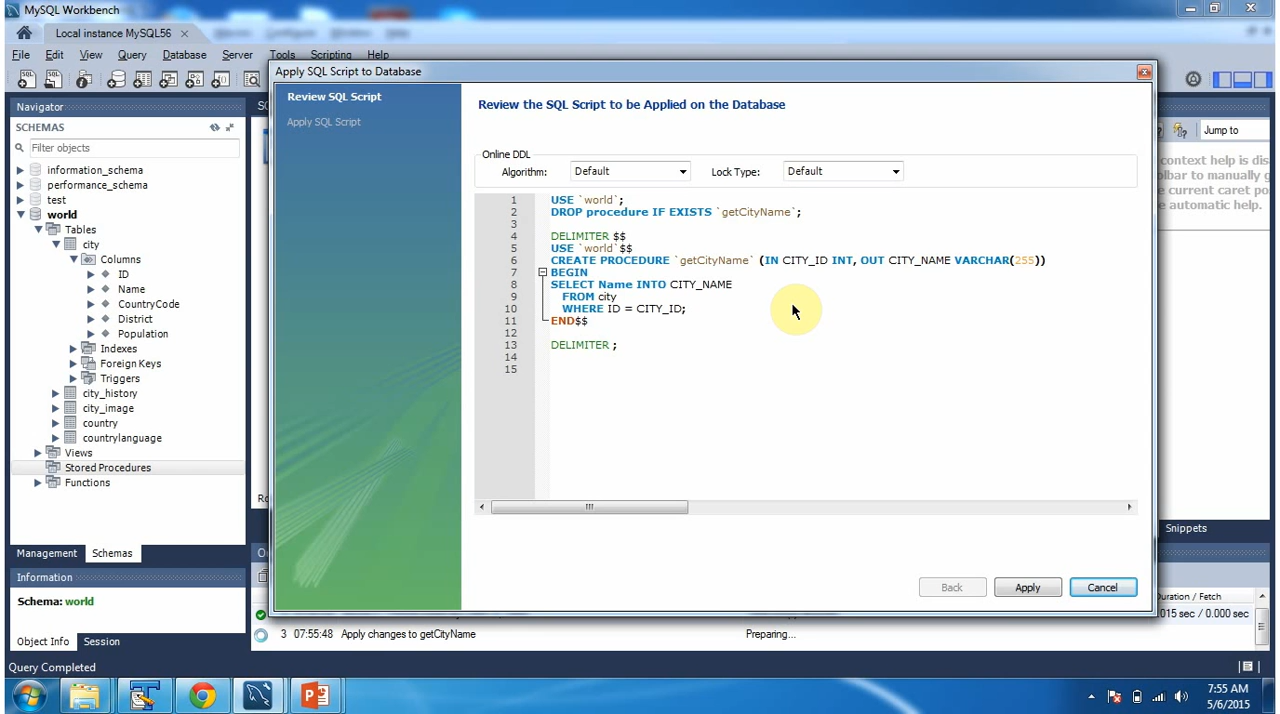 MySQL Workbench
Local instance MySQL56
File Edit View Query Database Server Tools Scripting Help
Navigator
SCHEMAS
Filter objects
information_schema
performance_schema
test
world
Tables
city
Columns
ID
Name
CountryCode
District
Population
Indexes
Foreign Keys
Triggers
city_history
city_image
country
countrylanguage
Views
Stored Procedures
Functions
Management Schemas
Information
Schema: world
Object Info Session
Query Completed
Apply SQL Script to Database
Review SQL Script
Apply SQL Script
Review the SQL Script to be Applied on the Database
Online DDL
Algorithm: Default Lock Type: Default
1 USE `world`;
2 DROP procedure IF EXISTS `getCityName`;
3
4 DELIMITER $$
5 USE `world`$$
6 CREATE PROCEDURE `getCityName` (IN CITY_ID INT, OUT CITY_NAME VARCHAR(255))
7 BEGIN
8 SELECT Name INTO CITY_NAME
9 FROM city
10 WHERE ID = CITY_ID;
11 END$$
12
13 DELIMITER ;
14
15
Back Apply Cancel
Jump to
context help is dis
lbar to manually g
e current caret po
e automatic help.
Snippets
Duration / Fetch
015 sec / 0.000 sec
3 07:55:48 Apply changes to getCityName Preparing...
7:55 AM
5/6/2015